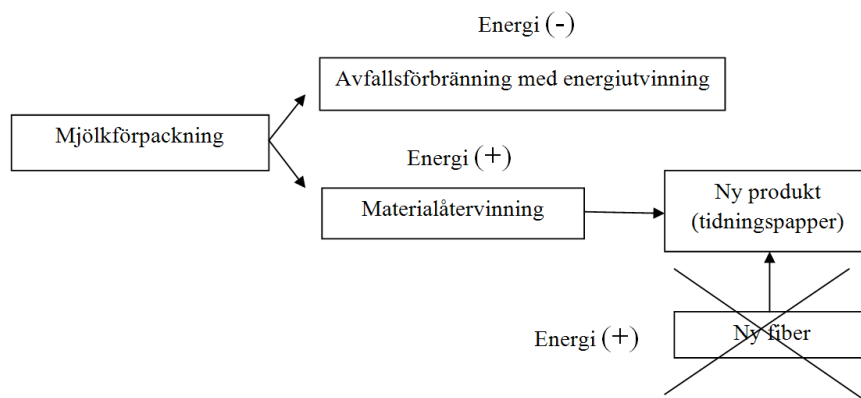 Energi (-)
Avfallsförbränning med energiutvinning
Mjölkförpackning
Energi (+)
Materialåtervinning
Ny produkt
(tidningspapper)
Energi (+)
Ny fiber